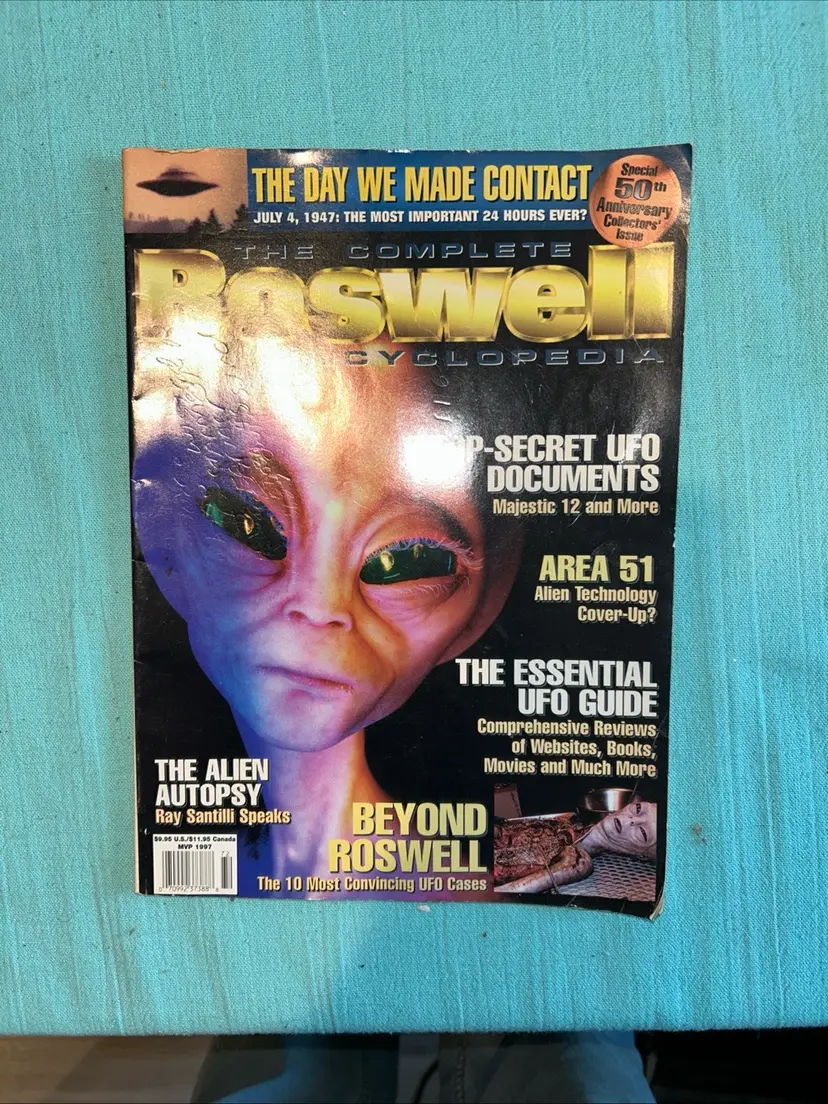 THE DAY WE MADE CONTACT
JULY 4, 1947: THE MOST IMPORTANT 24 HOURS EVER?
Special
50th
Anniversary
Collectors'
Issue
THE COMPLETE
Roswell
CYCLOPEDIA
P-SECRET UFO
DOCUMENTS
Majestic 12 and More
AREA 51
Alien Technology
Cover-Up?
THE ESSENTIAL
UFO GUIDE
Comprehensive Reviews
of Websites, Books,
Movies and Much More
THE ALIEN
AUTOPSY
Ray Santilli Speaks
BEYOND
ROSWELL
The 10 Most Convincing UFO Cases
$9.95 U.S./$11.95 Canada
MVP 1997